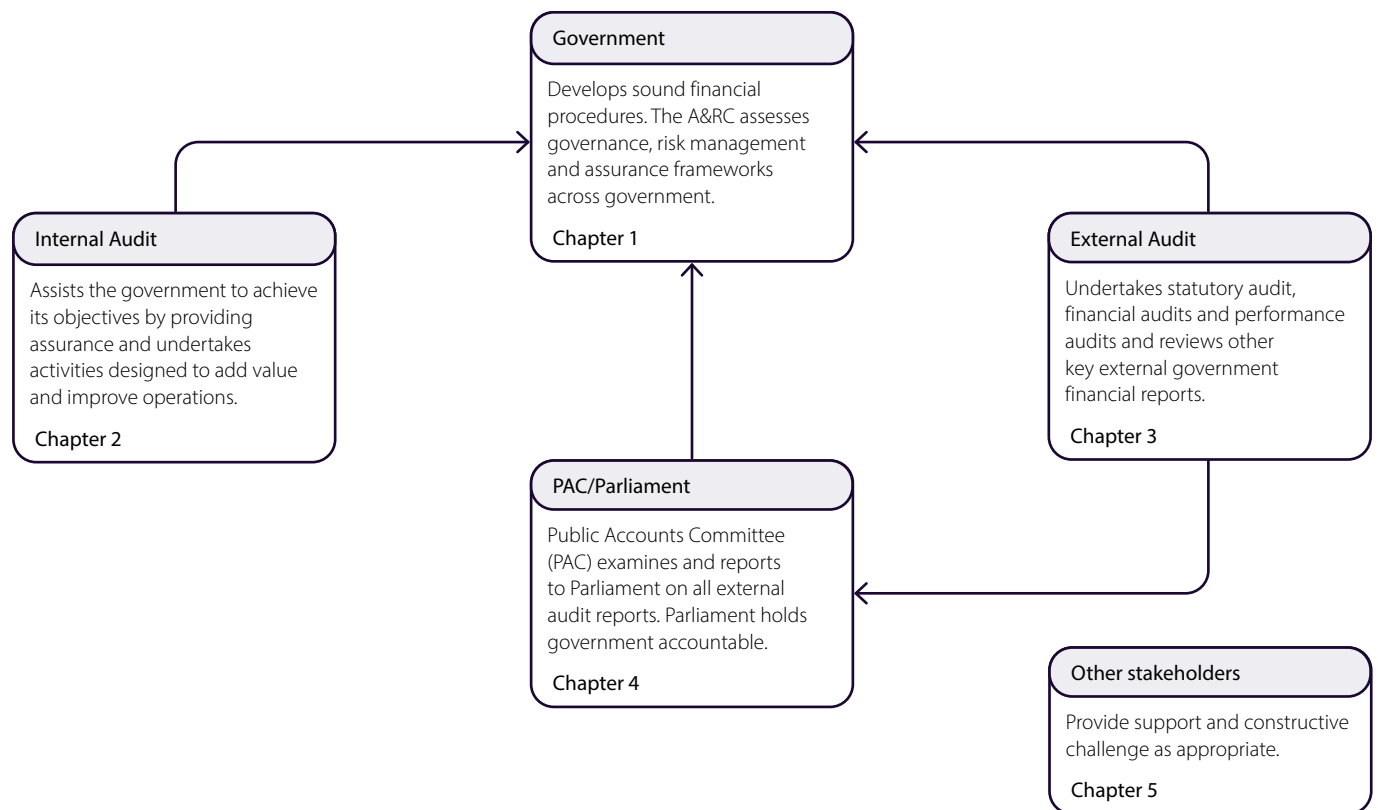 Government
Develops sound financial
procedures. The A&RC assesses
governance, risk management
and assurance frameworks
across government.
Chapter 1
Internal Audit
Assists the government to achieve
its objectives by providing
assurance and undertakes
activities designed to add value
and improve operations.
Chapter 2
External Audit
Undertakes statutory audit,
financial audits and performance
audits and reviews other
key external government
financial reports.
Chapter 3
PAC/Parliament
Public Accounts Committee
(PAC) examines and reports
to Parliament on all external
audit reports. Parliament holds
government accountable.
Chapter 4
Other stakeholders
Provide support and constructive
challenge as appropriate.
Chapter 5